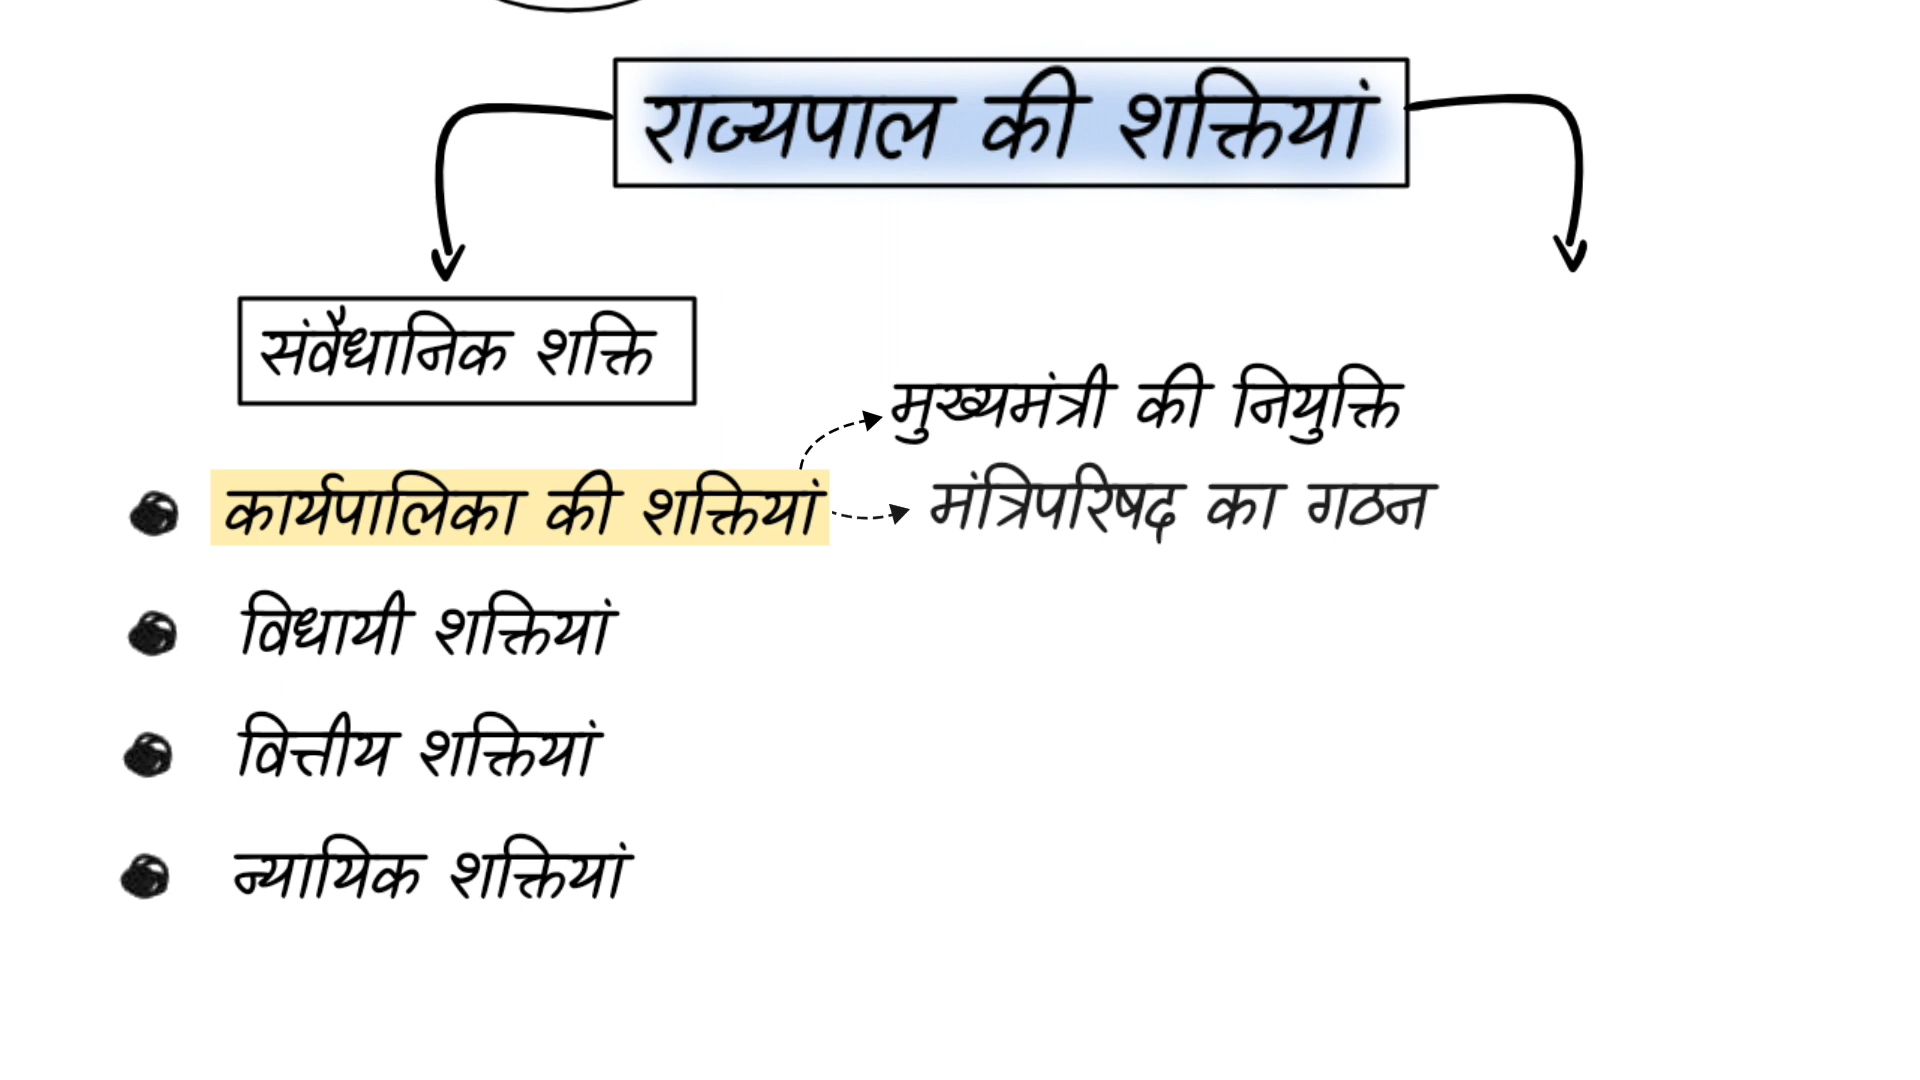 राज्यपाल की शक्तियां
संवैधानिक शक्ति
मुख्यमंत्री की नियुक्ति
कार्यपालिका की शक्तियां
मंत्रिपरिषद का गठन
विधायी शक्तियां
वित्तीय शक्तियां
न्यायिक शक्तियां